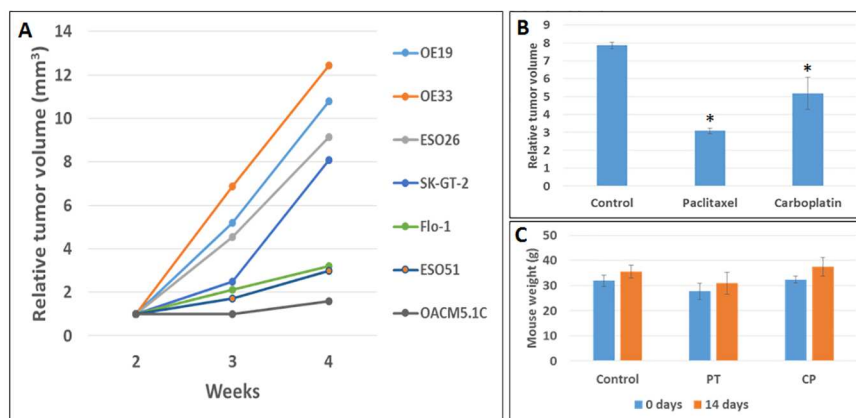 A
Relative tumor volume (mm³)
14
12
10
8
6
4
2
0
2 3 4
Weeks
OE19
OE33
ESO26
SK-GT-2
Flo-1
ESO51
OACM5.1C
B
Relative tumor volume
9
8
7
6
5
4
3
2
1
0
* *
Control Paclitaxel Carboplatin
C
Mouse weight (g)
50
40
30
20
10
0
Control PT CP
0 days 14 days